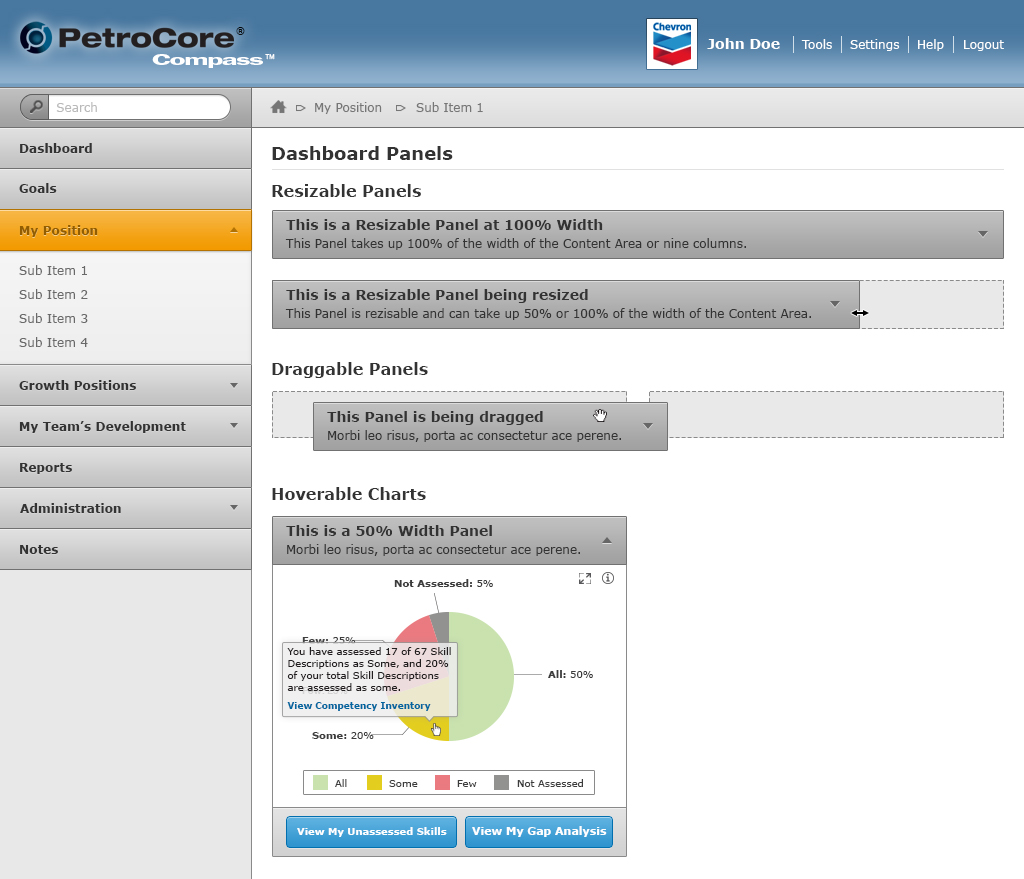 PetroCore®
Compass™
Chevron
John Doe
Tools
Settings
Help
Logout
Search
My Position
Sub Item 1
Dashboard
Goals
My Position
Sub Item 1
Sub Item 2
Sub Item 3
Sub Item 4
Growth Positions
My Team's Development
Reports
Administration
Notes
Dashboard Panels
Resizable Panels
This is a Resizable Panel at 100% Width
This Panel takes up 100% of the width of the Content Area or nine columns.
This is a Resizable Panel being resized
This Panel is rezisable and can take up 50% or 100% of the width of the Content Area.
Draggable Panels
This Panel is being dragged
Morbi leo risus, porta ac consectetur ace perene.
Hoverable Charts
This is a 50% Width Panel
Morbi leo risus, porta ac consectetur ace perene.
Not Assessed: 5%
Few: 25%
You have assessed 17 of 67 Skill
Descriptions as Some, and 20%
of your total Skill Descriptions
are assessed as some.
View Competency Inventory
All: 50%
Some: 20%
All
Some
Few
Not Assessed
View My Unassessed Skills
View My Gap Analysis